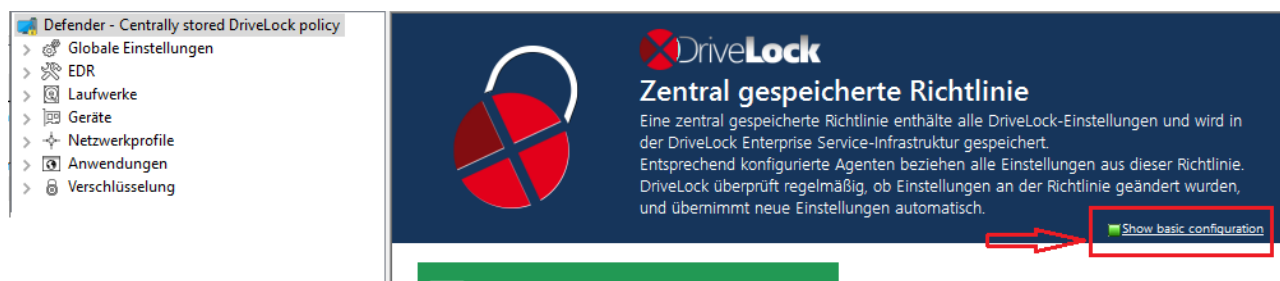 Defender - Centrally stored DriveLock policy
Globale Einstellungen
EDR
Laufwerke
Geräte
Netzwerkprofile
Anwendungen
Verschlüsselung
DriveLock
Zentral gespeicherte Richtlinie
Eine zentral gespeicherte Richtlinie enthälte alle DriveLock-Einstellungen und wird in
der DriveLock Enterprise Service-Infrastruktur gespeichert.
Entsprechend konfigurierte Agenten beziehen alle Einstellungen aus dieser Richtlinie.
DriveLock überprüft regelmäßig, ob Einstellungen an der Richtlinie geändert wurden,
und übernimmt neue Einstellungen automatisch.
Show basic configuration